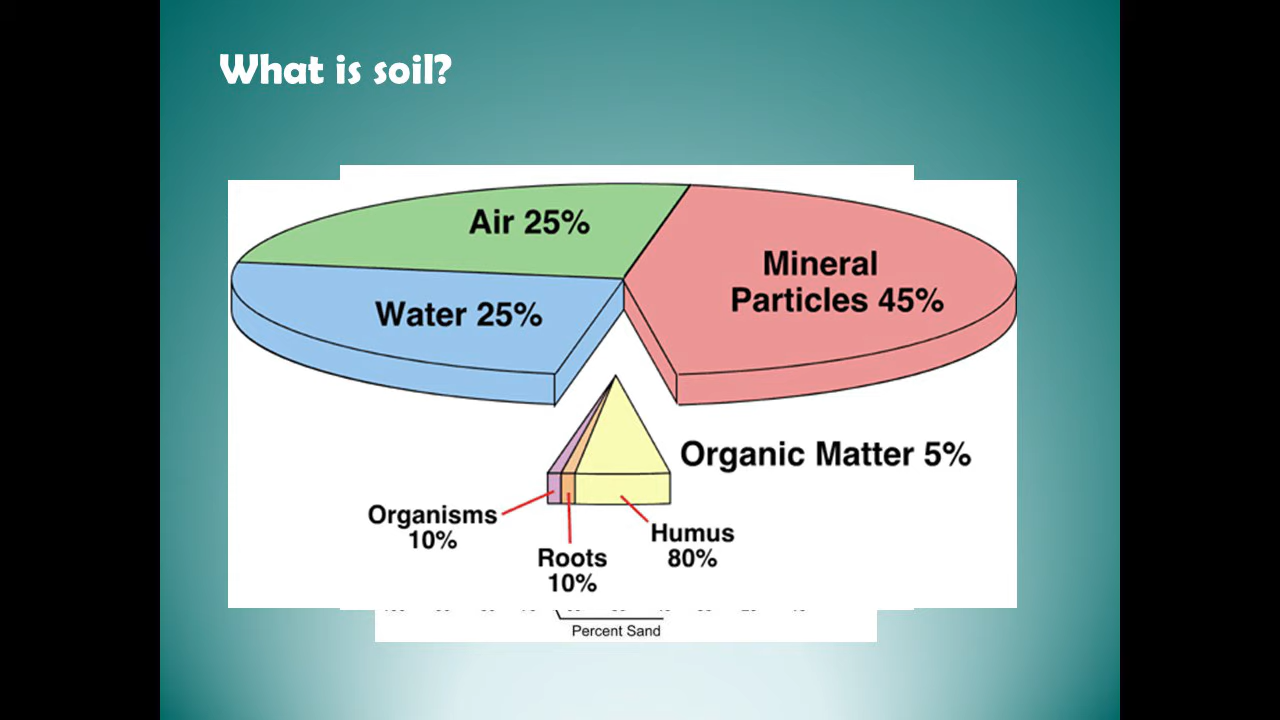 What is soil?
Air 25%
Mineral
Particles 45%
Water 25%
Organic Matter 5%
Organisms
10%
Humus
80%
Roots
10%
Percent Sand